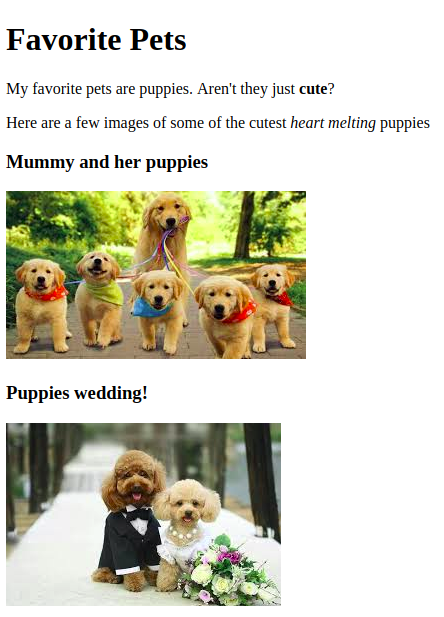 Favorite Pets
My favorite pets are puppies. Aren't they just cute?
Here are a few images of some of the cutest heart melting puppies
Mummy and her puppies
Puppies wedding!